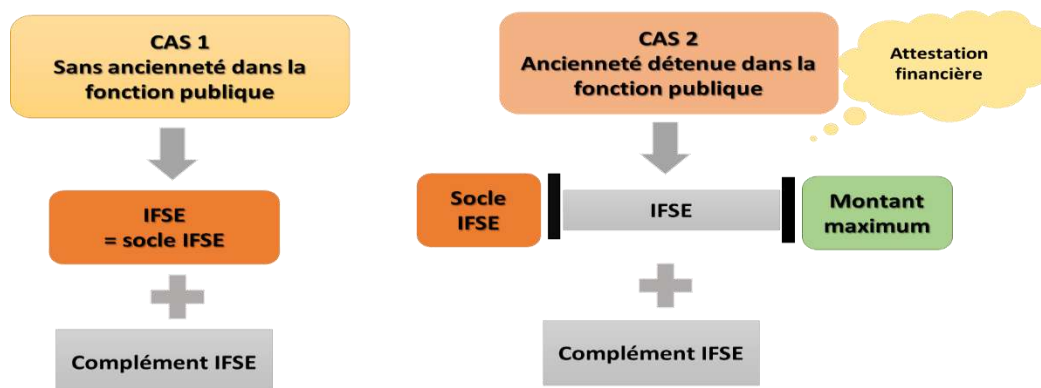 CAS 1
Sans ancienneté dans la
fonction publique
IFSE
= socle IFSE
Complément IFSE
CAS 2
Ancienneté détenue dans la
fonction publique
Attestation
financière
Socle
IFSE
IFSE
Montant
maximum
Complément IFSE